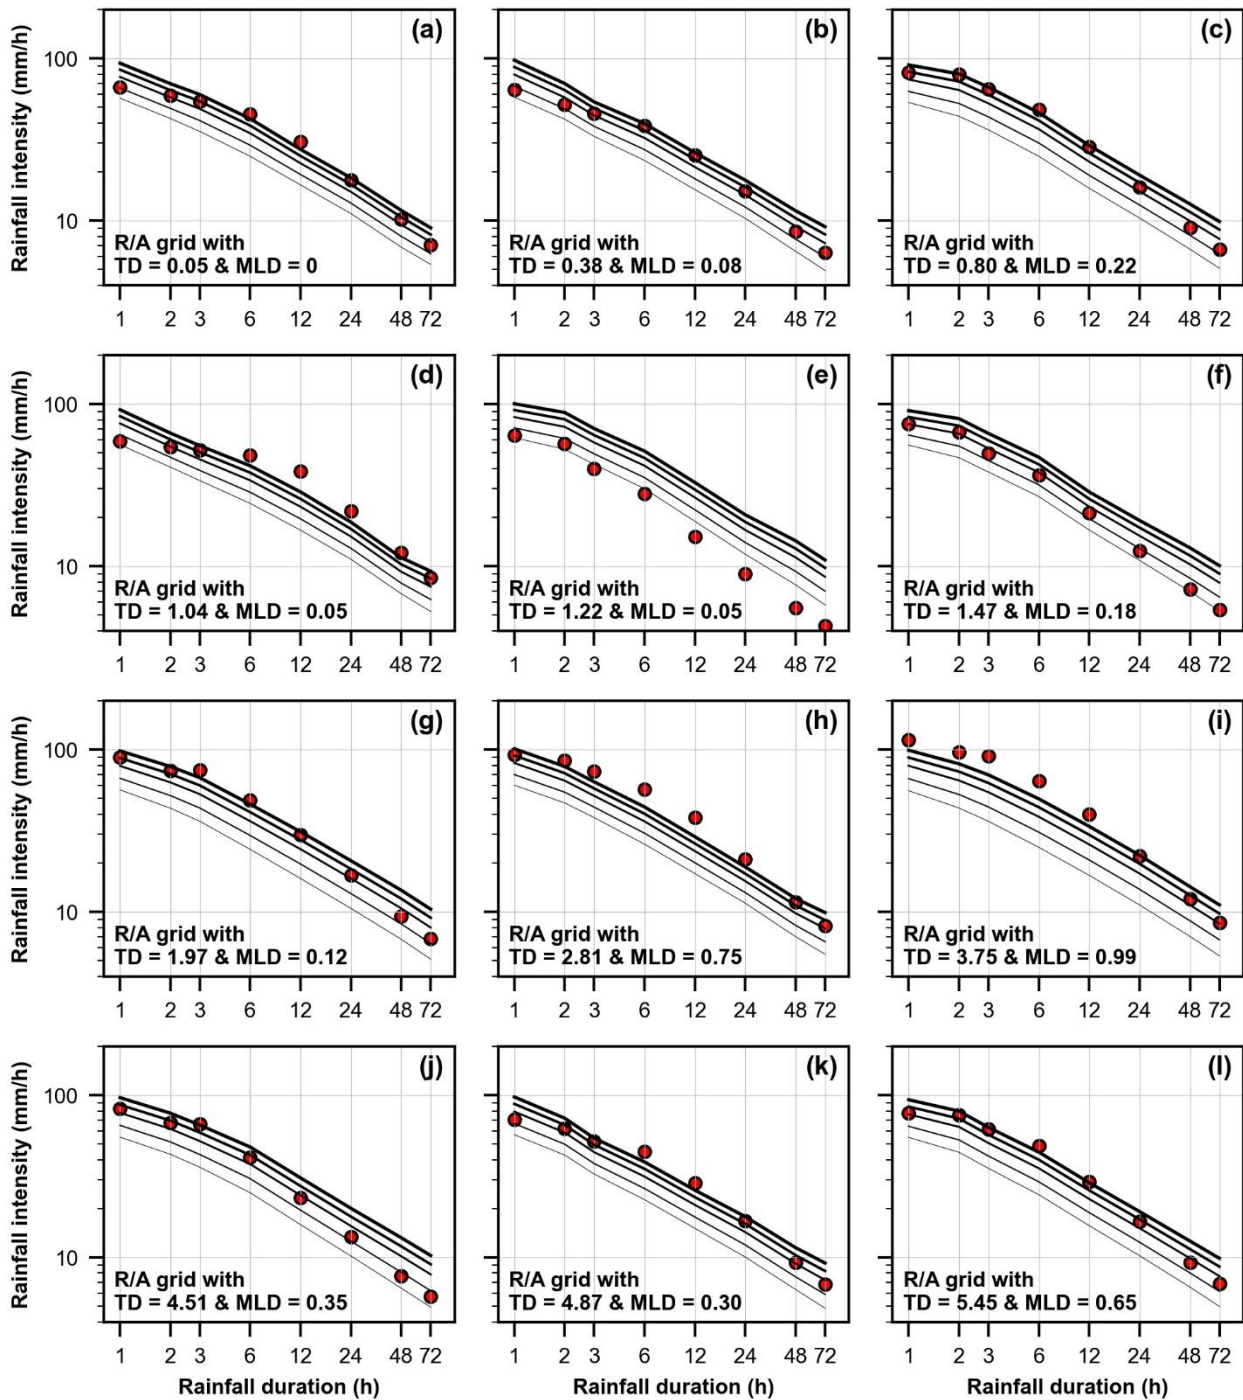 (a)
(b)
(c)
Rainfall intensity (mm/h)
100
10
R/A grid with
TD = 0.05 & MLD = 0
R/A grid with
TD = 0.38 & MLD = 0.08
R/A grid with
TD = 0.80 & MLD = 0.22
1 2 3 6 12 24 48 72
1 2 3 6 12 24 48 72
1 2 3 6 12 24 48 72
(d)
(e)
(f)
Rainfall intensity (mm/h)
100
10
R/A grid with
TD = 1.04 & MLD = 0.05
R/A grid with
TD = 1.22 & MLD = 0.05
R/A grid with
TD = 1.47 & MLD = 0.18
1 2 3 6 12 24 48 72
1 2 3 6 12 24 48 72
1 2 3 6 12 24 48 72
(g)
(h)
(i)
Rainfall intensity (mm/h)
100
10
R/A grid with
TD = 1.97 & MLD = 0.12
R/A grid with
TD = 2.81 & MLD = 0.75
R/A grid with
TD = 3.75 & MLD = 0.99
1 2 3 6 12 24 48 72
1 2 3 6 12 24 48 72
1 2 3 6 12 24 48 72
(j)
(k)
(l)
Rainfall intensity (mm/h)
100
10
R/A grid with
TD = 4.51 & MLD = 0.35
R/A grid with
TD = 4.87 & MLD = 0.30
R/A grid with
TD = 5.45 & MLD = 0.65
1 2 3 6 12 24 48 72
1 2 3 6 12 24 48 72
1 2 3 6 12 24 48 72
Rainfall duration (h)
Rainfall duration (h)
Rainfall duration (h)